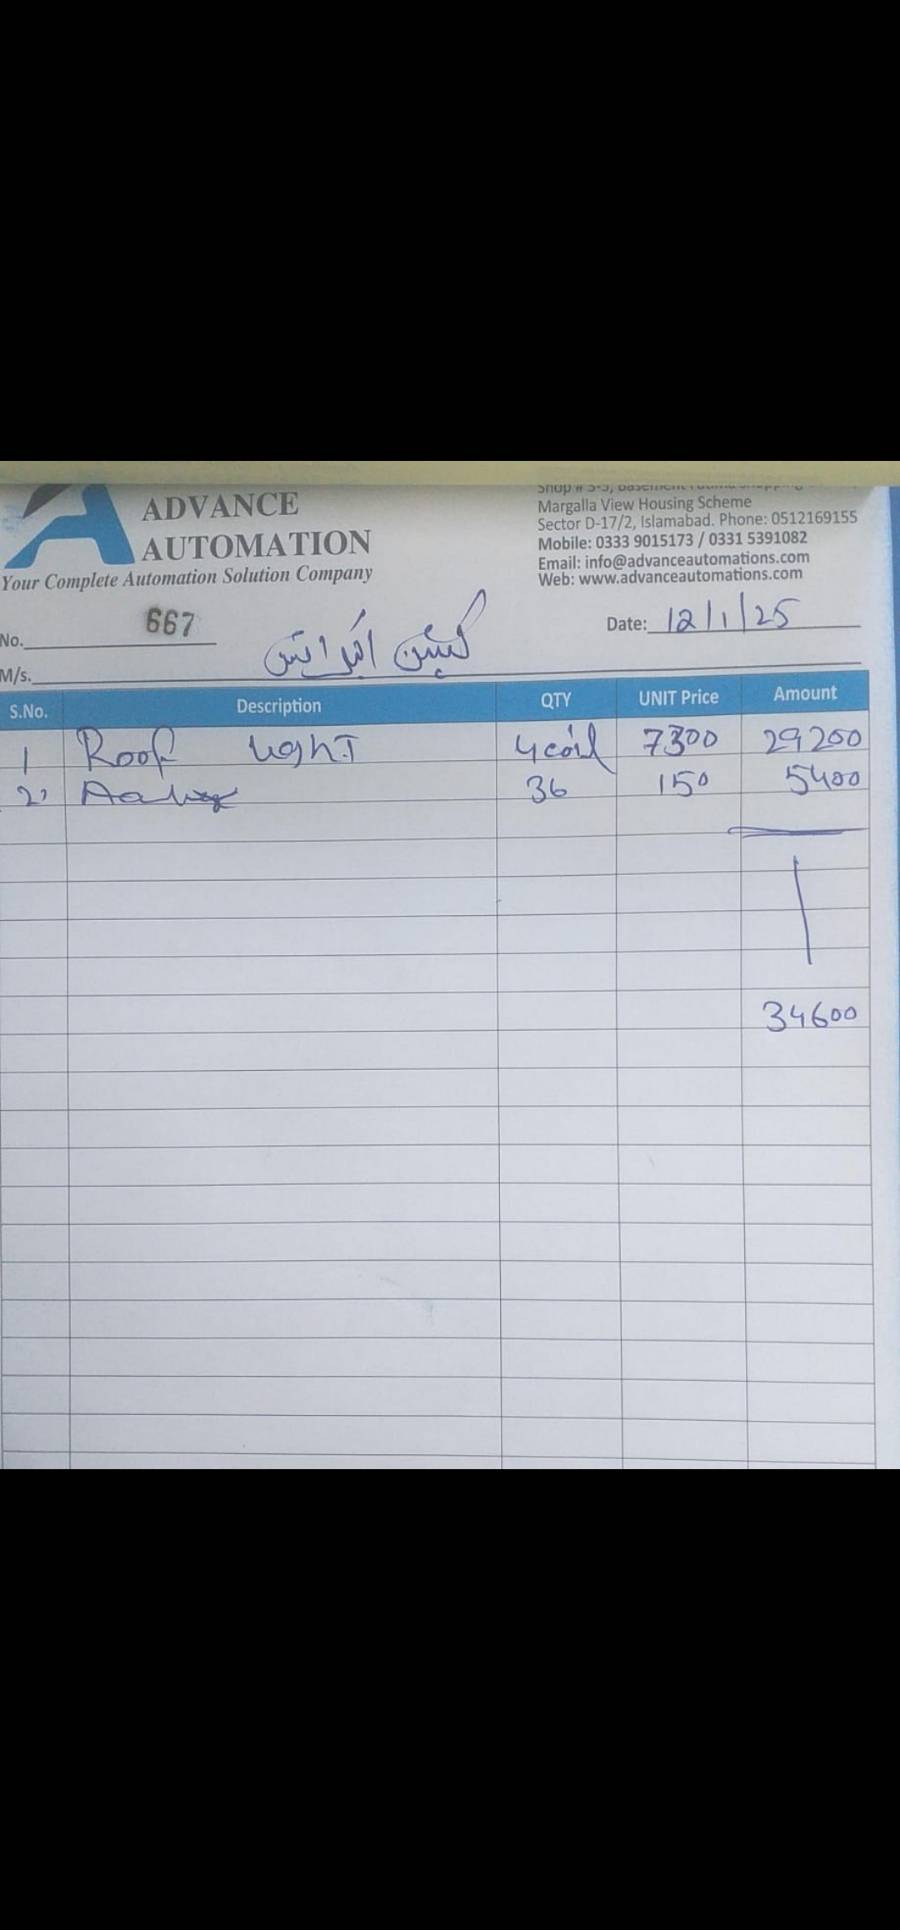 ADVANCE
AUTOMATION
Your Complete Automation Solution Company
Margalla View Housing Scheme
Sector D-17/2, Islamabad. Phone: 0512169155
Mobile: 0333 9015173 / 0331 5391082
Email: info@advanceautomations.com
Web: www.advanceautomations.com
No. 667
Date: 12/1/25
M/s. کیپٹن
S.No. Description QTY UNIT Price Amount
1 Roof Light 4 coil 7300 29200
2, 36 150 5400
34600